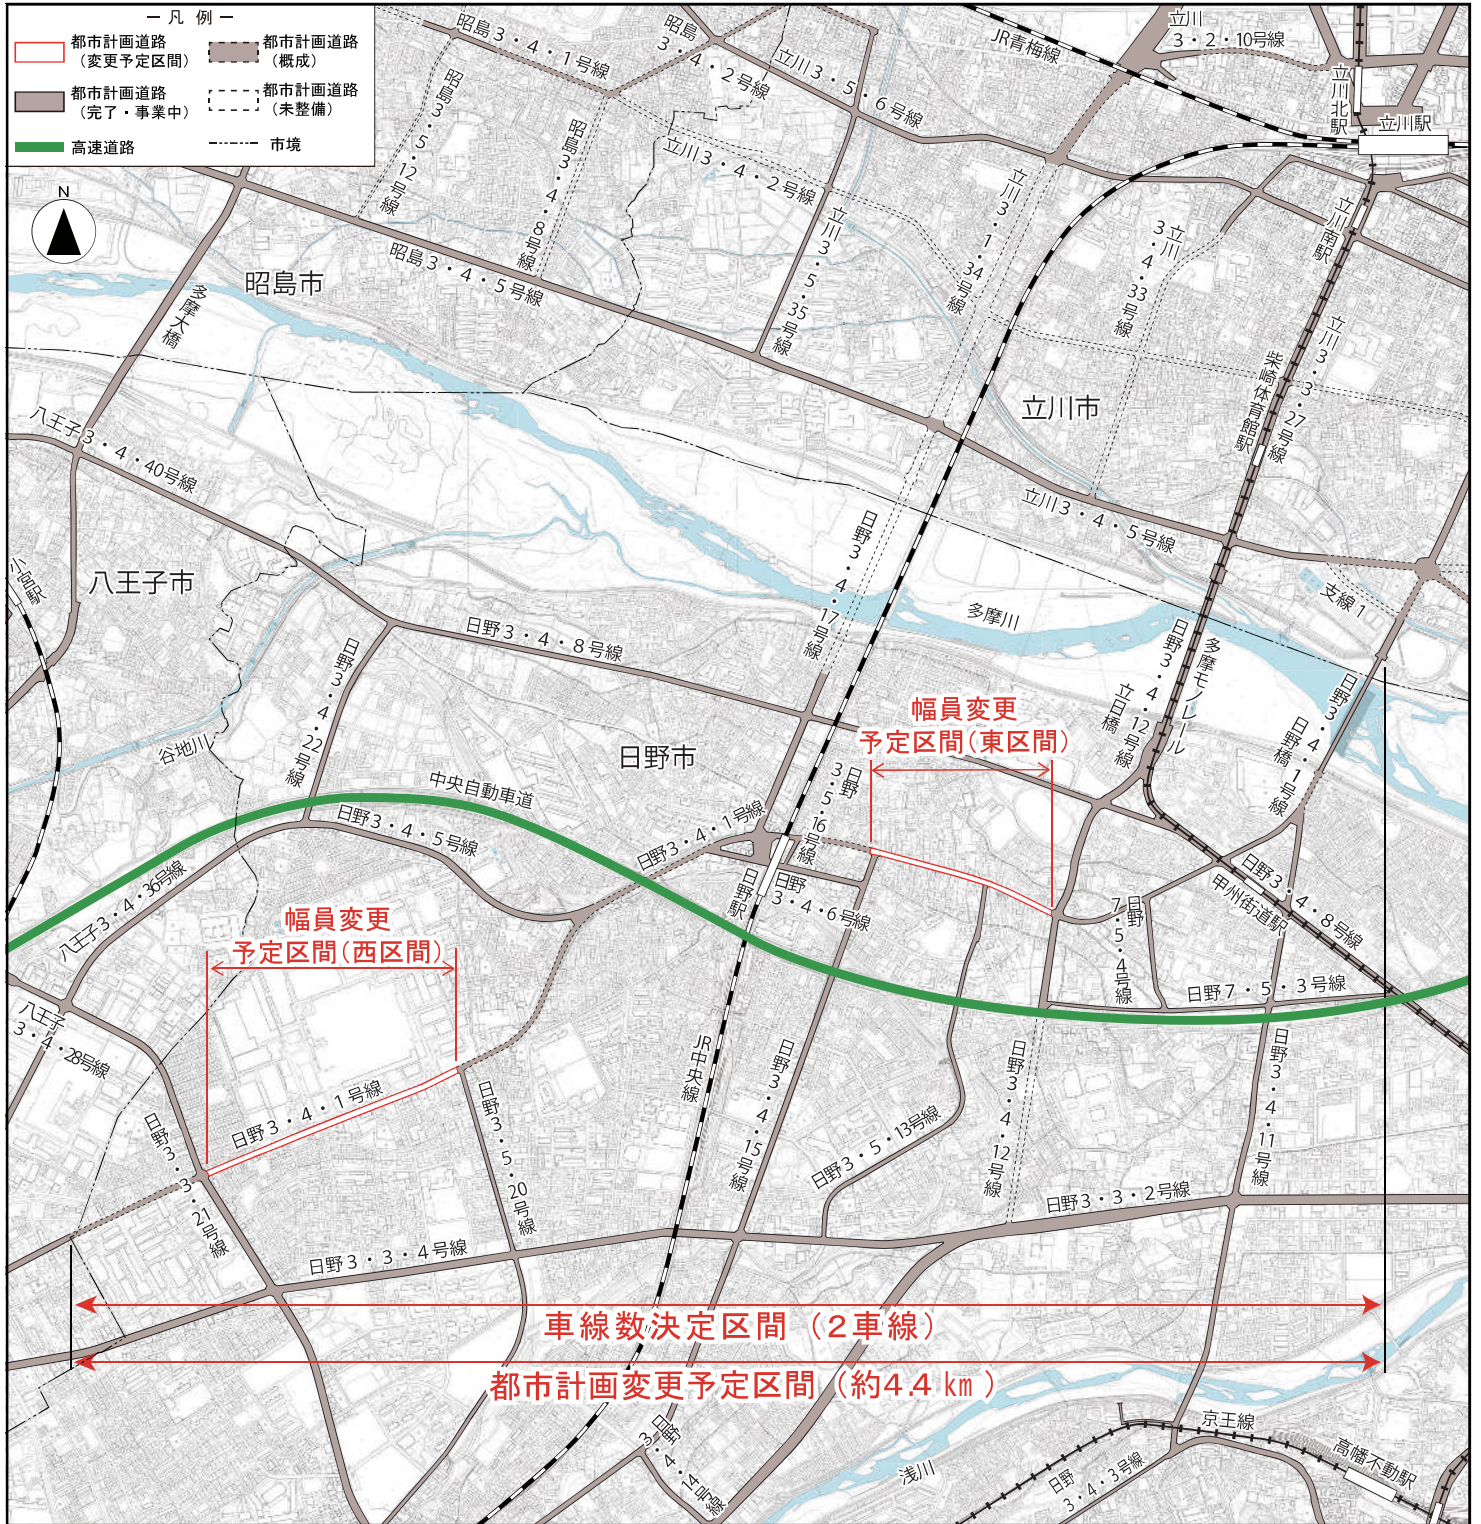 ― 凡 例 ―
都市計画道路
（変更予定区間）
都市計画道路
（概成）
都市計画道路
（完了・事業中）
都市計画道路
（未整備）
高速道路
市境
N
昭島３・４・１号線
昭島
３・４・２号線
立川３・５・６号線
JR青梅線
立川
３・２・10号線
立川北駅
立川駅
昭島３・５・12号線
昭島３・４・８号線
立川３・４・２号線
立川３・１・34号線
立川
３・４・33号線
立川南駅
昭島３・４・５号線
立川３・５・35号線
昭島市
多摩大橋
立川３・３・27号線
柴崎体育館駅
立川市
八王子３・４・40号線
立川３・４・５号線
日野３・４・17号線
小宮駅
八王子市
多摩川
支線１
日野３・４・８号線
日野３・４・22号線
日野３・４・12号線
立日橋
多摩モノレール
日野３・４・１号線
日野橋
谷地川
日野市
幅員変更
予定区間（東区間）
中央自動車道
日野３・４・５号線
日野３・４・１号線
日野
３・５・16号線
日野駅
日野
３・４・６号線
日野３・４・８号線
甲州街道駅
日野
７・５・４号線
八王子３・４・36号線
幅員変更
予定区間（西区間）
日野７・５・３号線
八王子
３・４・28号線
JR中央線
日野３・４・15号線
日野３・４・12号線
日野３・４・11号線
日野３・４・１号線
日野３・３・21号線
日野３・５・20号線
日野３・５・13号線
日野３・３・２号線
日野３・３・４号線
車線数決定区間（２車線）
都市計画変更予定区間（約4.4㎞）
日野
３・４・14号線
浅川
京王線
高幡不動駅
日野
３・４・３号線